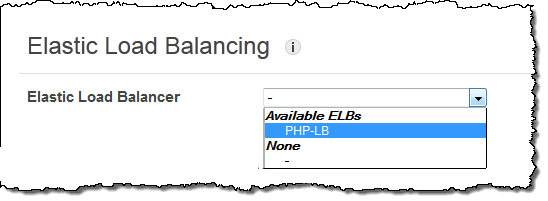 Elastic Load Balancing i
Elastic Load Balancer -
Available ELBs
PHP-LB
None
-